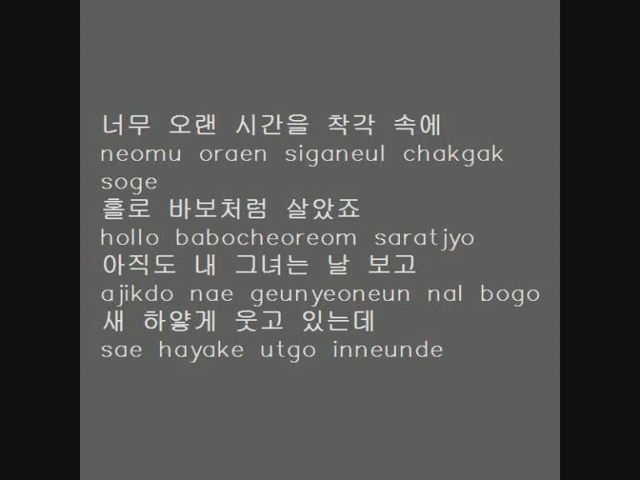 너무 오랜 시간을 착각 속에
neomu oraen siganeul chakgak
soge
홀로 바보처럼 살았죠
hollo babocheoreom saratjyo
아직도 내 그녀는 날 보고
ajikdo nae geunyeoneun nal bogo
새 하얗게 웃고 있는데
sae hayake utgo inneunde